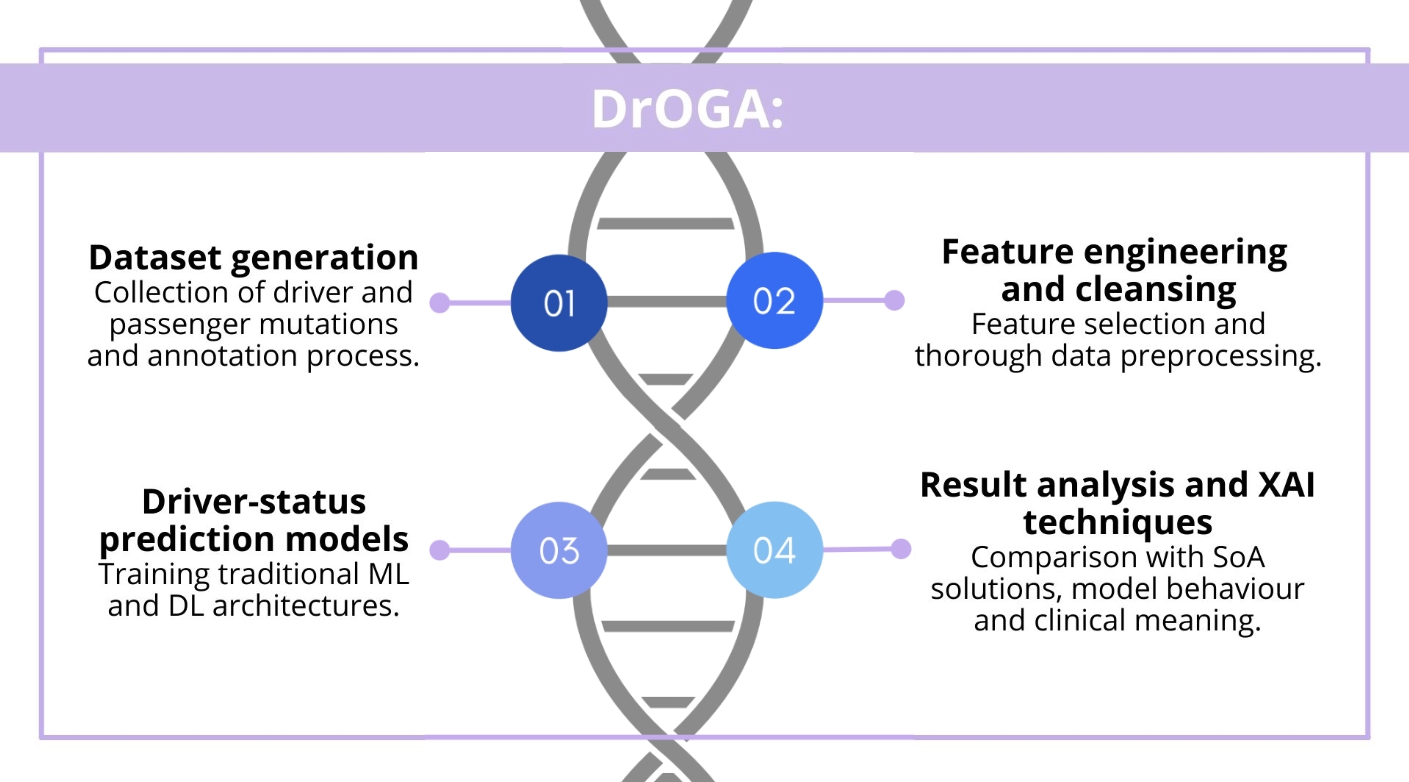 DrOGA:
Dataset generation
Collection of driver and
passenger mutations
and annotation process.
01
02
Feature engineering
and cleansing
Feature selection and
thorough data preprocessing.
Driver-status
prediction models
Training traditional ML
and DL architectures.
03
04
Result analysis and XAI
techniques
Comparison with SoA
solutions, model behaviour
and clinical meaning.